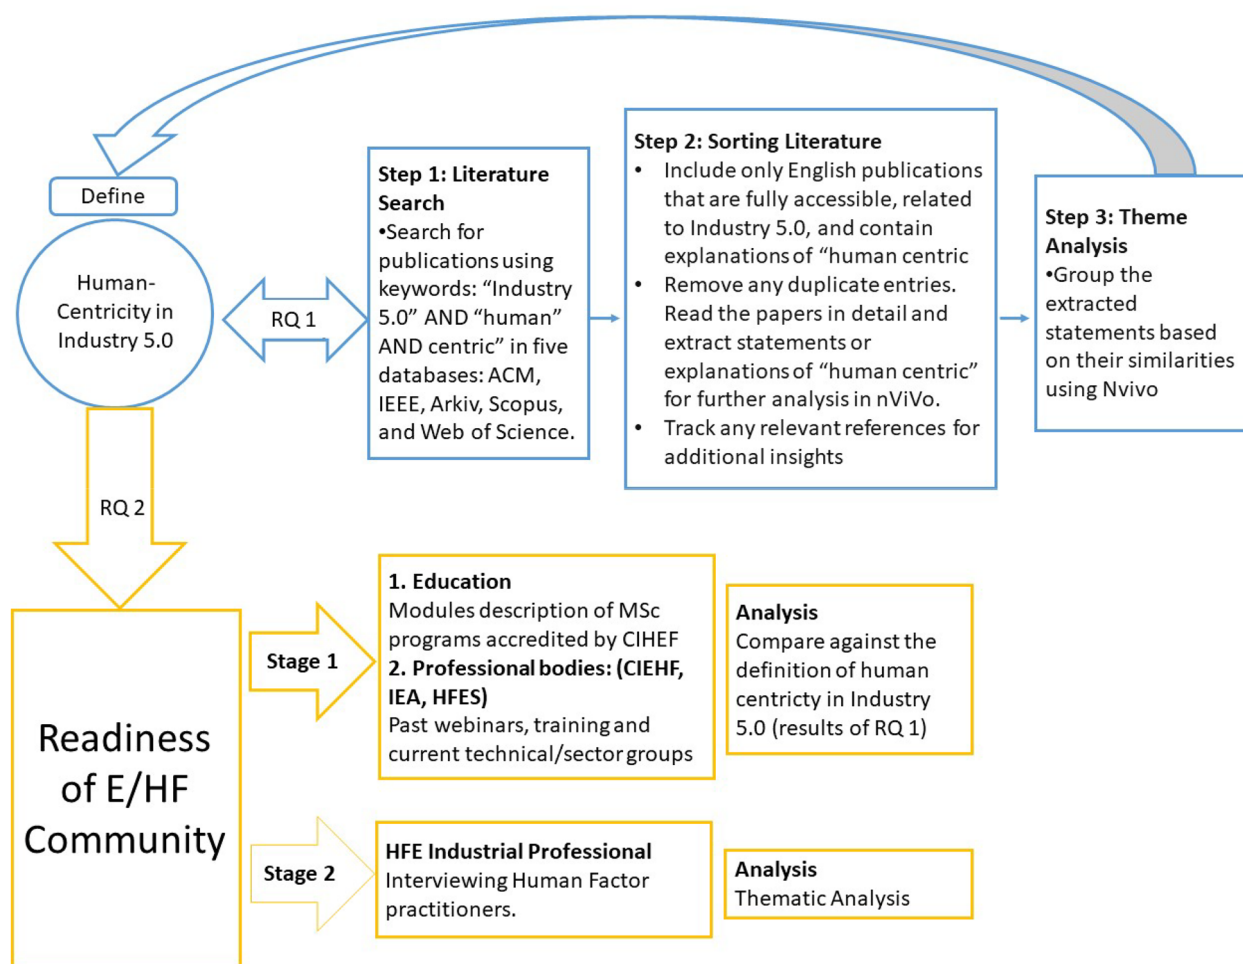 Define
Human-
Centricity in
Industry 5.0
RQ 1
Step 1: Literature
Search
•Search for
publications using
keywords: “Industry
5.0” AND “human”
AND centric” in five
databases: ACM,
IEEE, Arkiv, Scopus,
and Web of Science.
Step 2: Sorting Literature
• Include only English publications
that are fully accessible, related
to Industry 5.0, and contain
explanations of “human centric
• Remove any duplicate entries.
Read the papers in detail and
extract statements or
explanations of “human centric”
for further analysis in nViVo.
• Track any relevant references for
additional insights
Step 3: Theme
Analysis
•Group the
extracted
statements based
on their similarities
using Nvivo
RQ 2
Readiness
of E/HF
Community
Stage 1
1. Education
Modules description of MSc
programs accredited by CIHEF
2. Professional bodies: (CIEHF,
IEA, HFES)
Past webinars, training and
current technical/sector groups
Analysis
Compare against the
definition of human
centricty in Industry
5.0 (results of RQ 1)
Stage 2
HFE Industrial Professional
Interviewing Human Factor
practitioners.
Analysis
Thematic Analysis